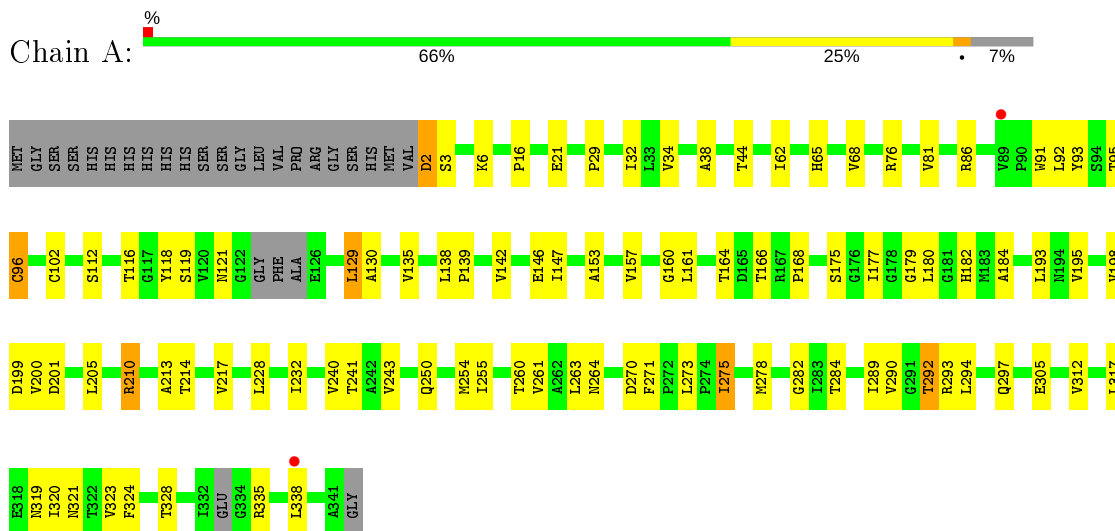 %
Chain A:
66% 25% • 7%
MET GLY SER SER HIS HIS HIS HIS HIS HIS SER SER GLY LEU VAL PRO ARG GLY SER HIS MET VAL D2 S3 K6 P16 E21 P29 I32 L33 V34 A38 T44 I62 H65 V68 R76 V81 R86 V89 P90 W91 L92 Y93 S94 T95
C96 C102 S112 T116 G117 Y118 S119 V120 N121 G122 GLY PHE ALA E126 L129 A130 V135 L138 P139 V142 E146 I147 A153 V157 G160 L161 T164 D165 T166 R167 P168 S175 G176 I177 G178 G179 L180 G181 H182 M183 A184 L193 N194 V195 V198
D199 V200 D201 L205 R210 A213 T214 V217 L228 I232 V240 T241 A242 V243 Q250 M254 I255 T260 V261 A262 L263 N264 D270 F271 P272 L273 P274 I275 M278 G282 I283 T284 I289 V290 G291 T292 R293 L294 Q297 E305 V312 L317
E318 N319 I320 N321 T322 V323 F324 T328 I332 GLU G334 R335 L338 A341 GLY